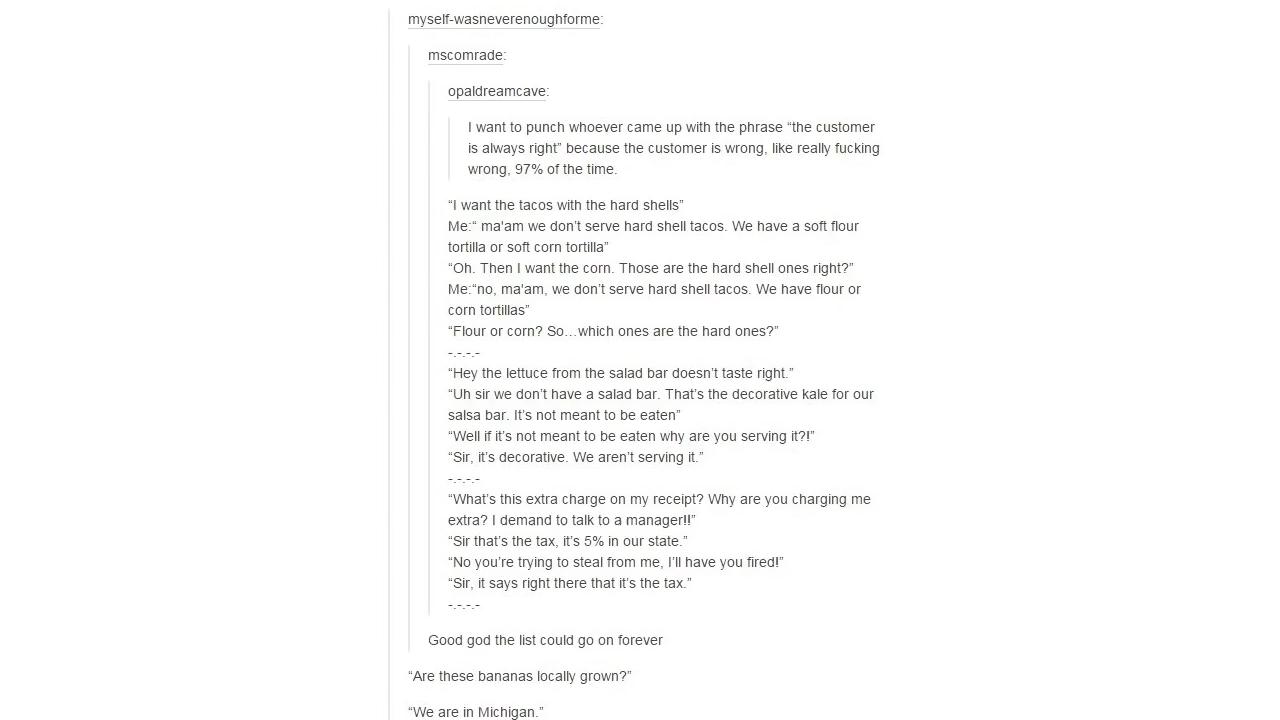 myself-wasneverenoughforme:
mscomrade:
opaldreamcave:
I want to punch whoever came up with the phrase “the customer
is always right” because the customer is wrong, like really fucking
wrong, 97% of the time.
“I want the tacos with the hard shells”
Me:“ ma'am we don’t serve hard shell tacos. We have a soft flour
tortilla or soft corn tortilla”
“Oh. Then I want the corn. Those are the hard shell ones right?”
Me:“no, ma'am, we don’t serve hard shell tacos. We have flour or
corn tortillas”
“Flour or corn? So…which ones are the hard ones?”
-.-.-.-
“Hey the lettuce from the salad bar doesn’t taste right.”
“Uh sir we don’t have a salad bar. That’s the decorative kale for our
salsa bar. It’s not meant to be eaten”
“Well if it’s not meant to be eaten why are you serving it?!”
“Sir, it’s decorative. We aren’t serving it.”
-.-.-.-
“What’s this extra charge on my receipt? Why are you charging me
extra? I demand to talk to a manager!!”
“Sir that’s the tax, it’s 5% in our state.”
“No you’re trying to steal from me, I’ll have you fired!”
“Sir, it says right there that it’s the tax.”
-.-.-.-
Good god the list could go on forever
“Are these bananas locally grown?”
“We are in Michigan.”